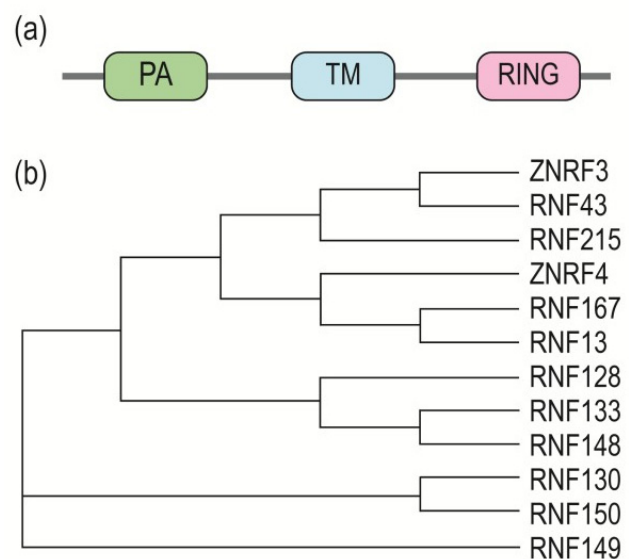 (a)
PA TM RING
(b)
ZNRF3
RNF43
RNF215
ZNRF4
RNF167
RNF13
RNF128
RNF133
RNF148
RNF130
RNF150
RNF149